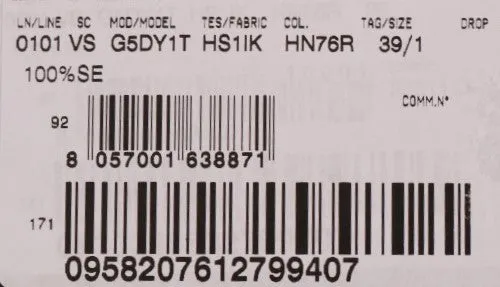 LN/LINE SC MOD/MODEL TES/FABRIC COL. TAG/SIZE DROP
0101 VS G5DY1T HS1IK HN76R 39/1
100%SE
COMM.N°
92
8 057001 638871
171
0958207612799407